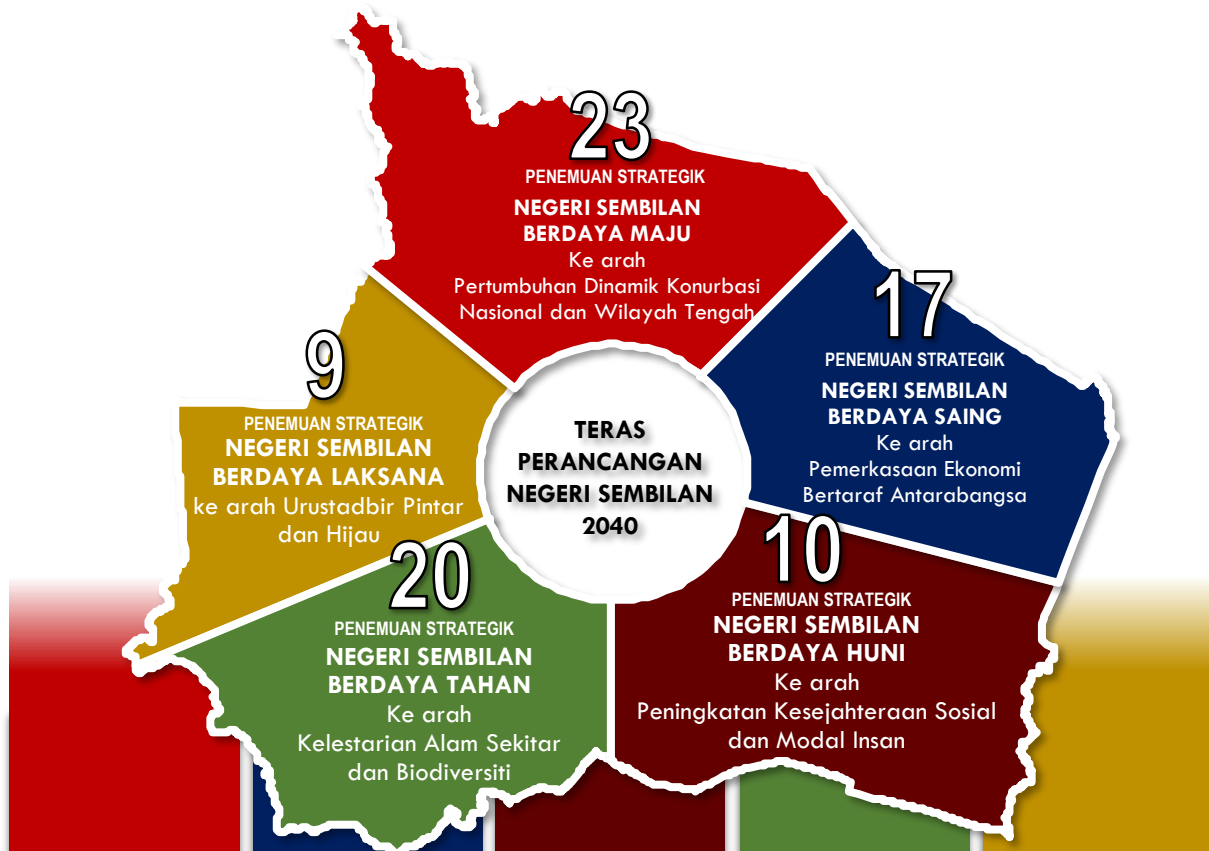 23
PENEMUAN STRATEGIK
NEGERI SEMBILAN
BERDAYA MAJU
Ke arah
Pertumbuhan Dinamik Konurbasi
Nasional dan Wilayah Tengah
17
PENEMUAN STRATEGIK
NEGERI SEMBILAN
BERDAYA SAING
Ke arah
Pemerkasaan Ekonomi
Bertaraf Antarabangsa
9
PENEMUAN STRATEGIK
NEGERI SEMBILAN
BERDAYA LAKSANA
ke arah Urustadbir Pintar
dan Hijau
TERAS
PERANCANGAN
NEGERI SEMBILAN
2040
20
PENEMUAN STRATEGIK
NEGERI SEMBILAN
BERDAYA TAHAN
Ke arah
Kelestarian Alam Sekitar
dan Biodiversiti
10
PENEMUAN STRATEGIK
NEGERI SEMBILAN
BERDAYA HUNI
Ke arah
Peningkatan Kesejahteraan Sosial
dan Modal Insan